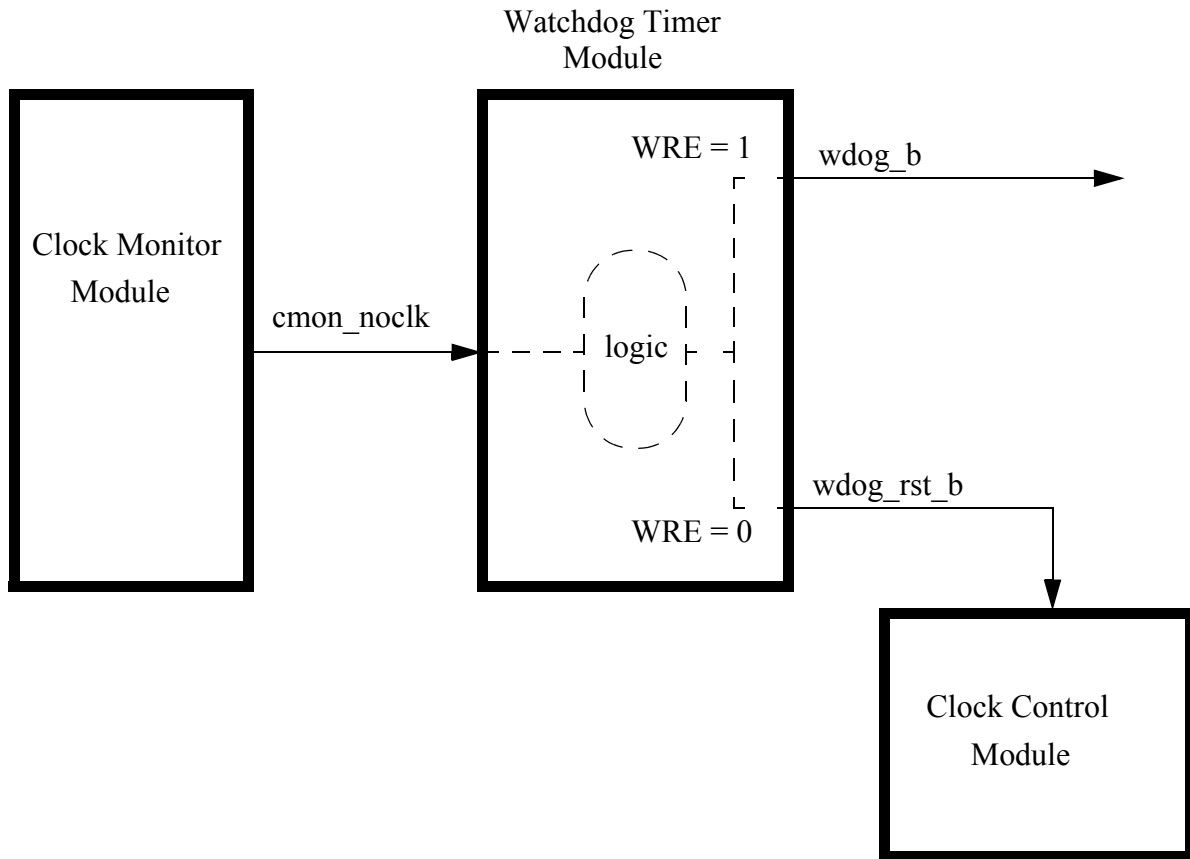 Watchdog Timer
Module
WRE = 1
wdog_b
Clock Monitor
Module
cmon_noclk
logic
wdog_rst_b
WRE = 0
Clock Control
Module